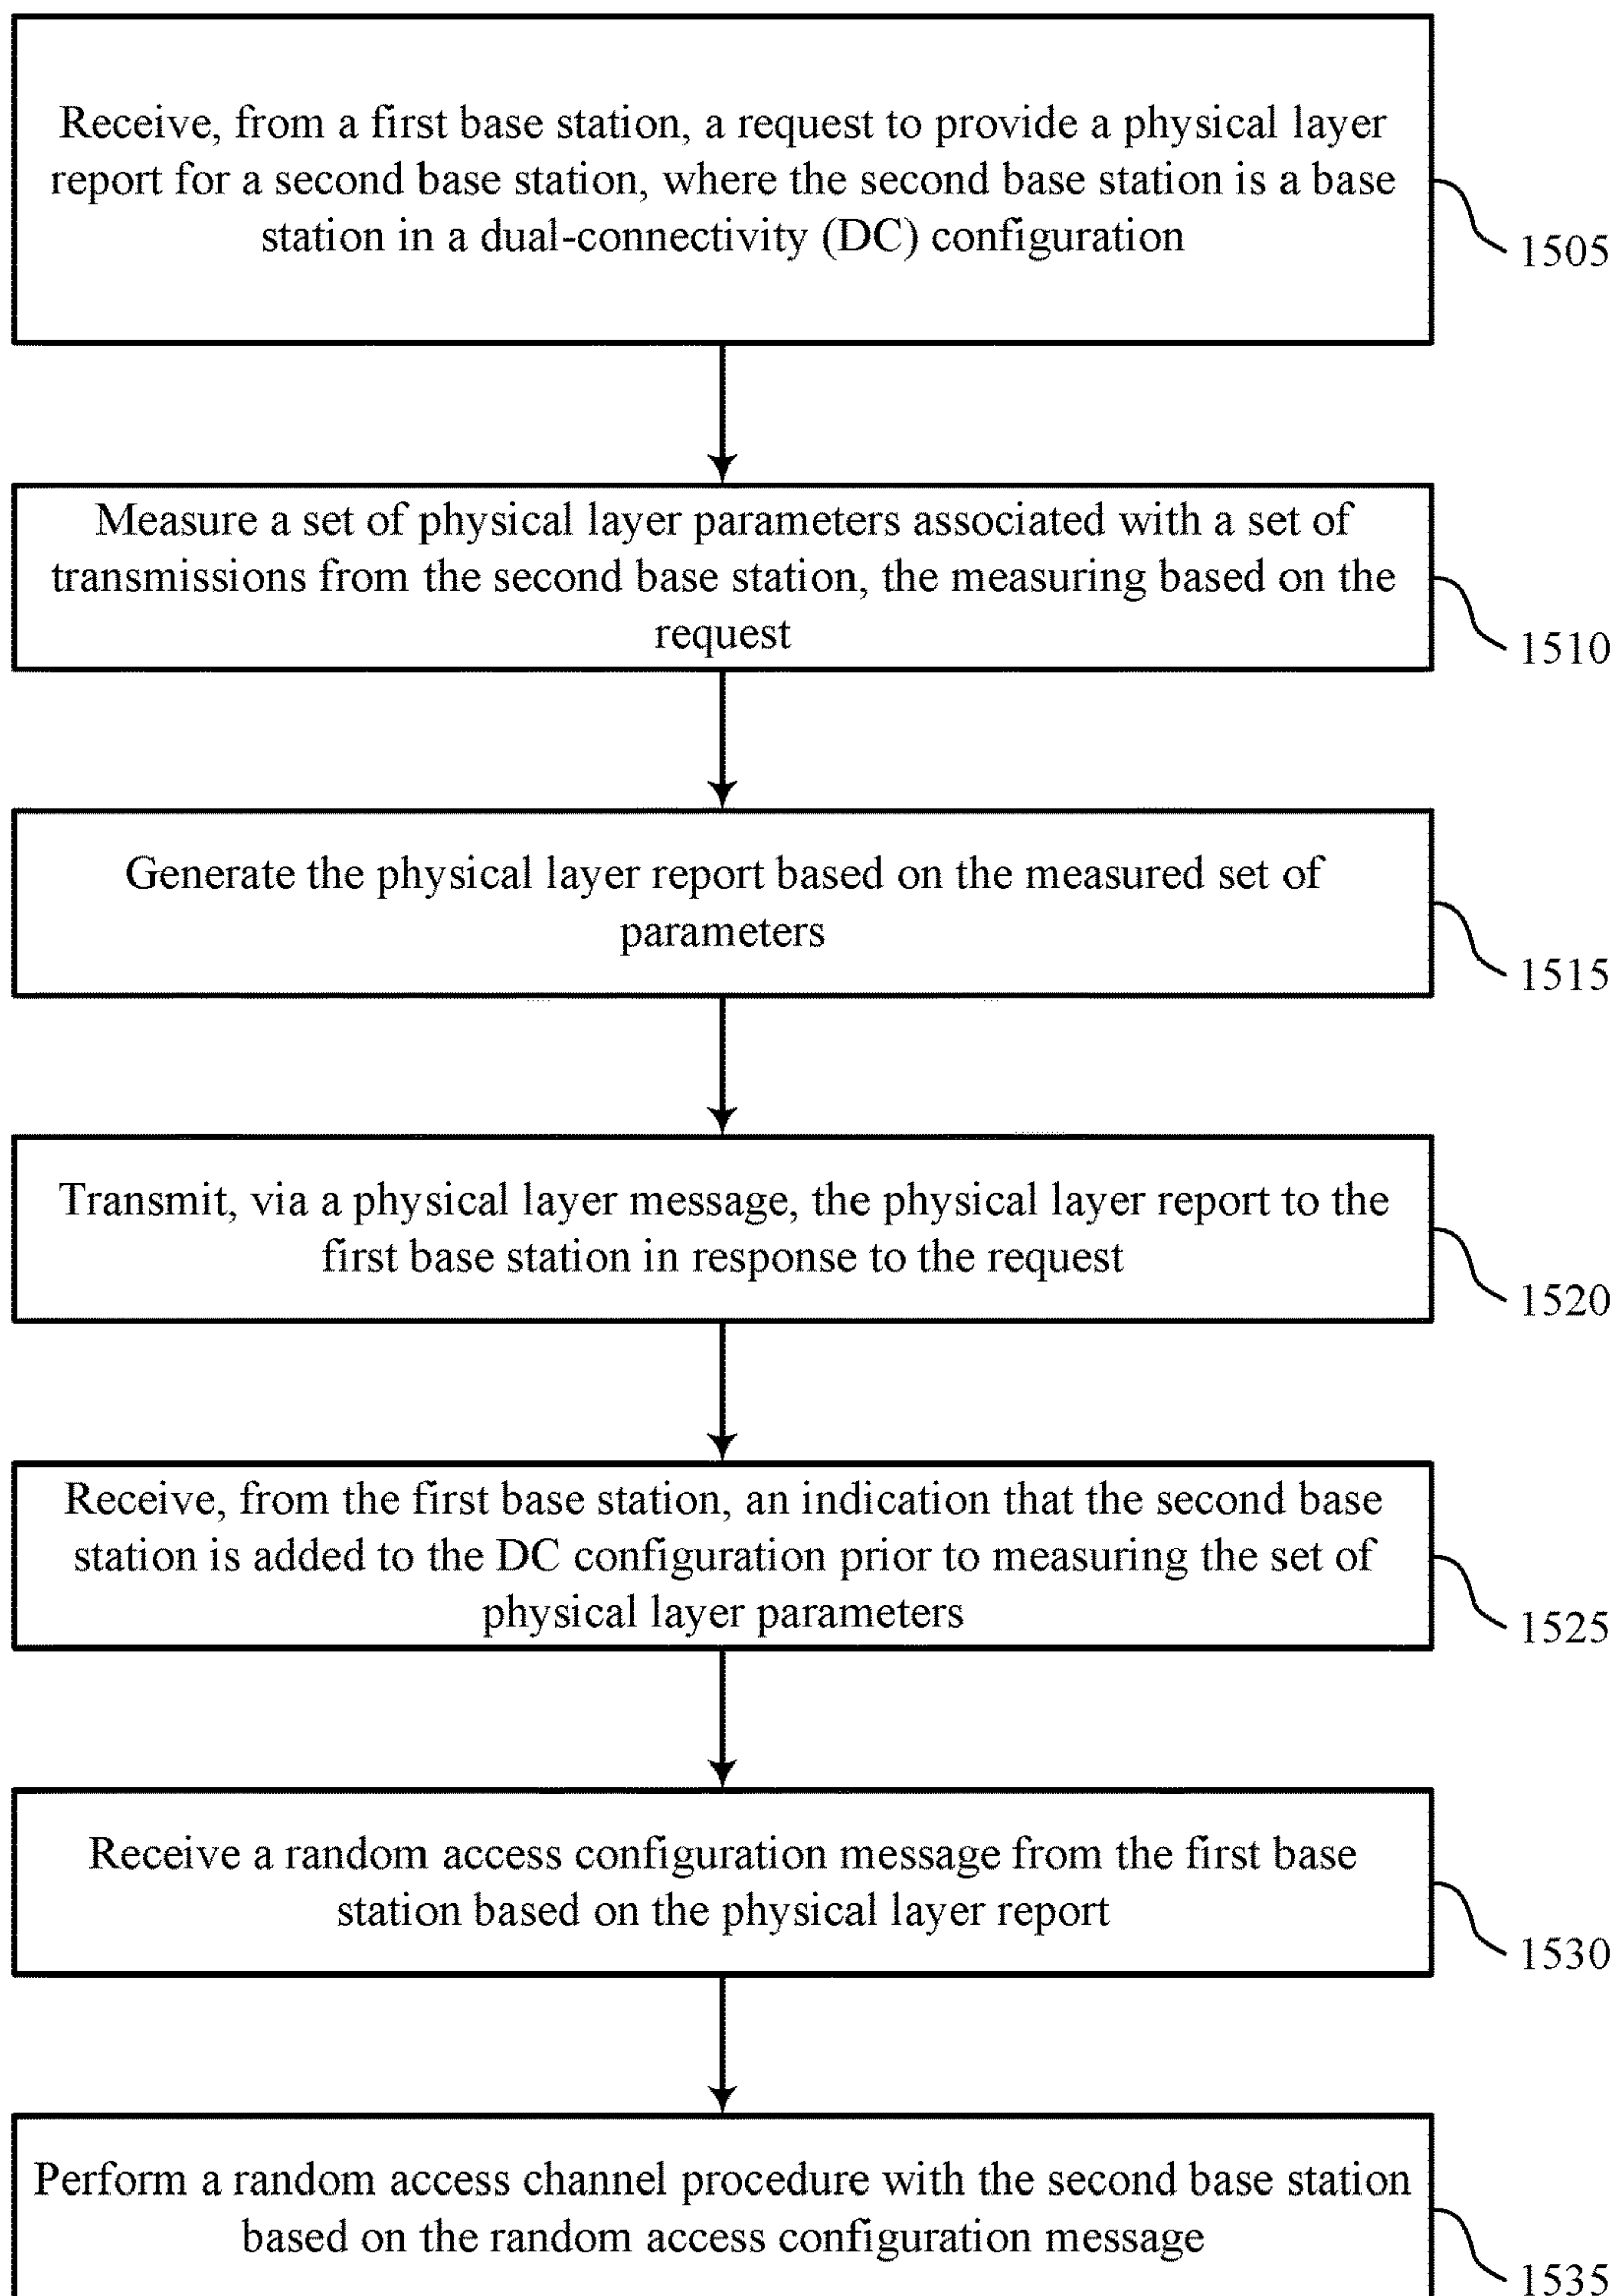 Receive, from a first base station, a request to provide a physical layer
report for a second base station, where the second base station is a base
station in a dual-connectivity (DC) configuration
1505
Measure a set of physical layer parameters associated with a set of
transmissions from the second base station, the measuring based on the
request
1510
Generate the physical layer report based on the measured set of
parameters
1515
Transmit, via a physical layer message, the physical layer report to the
first base station in response to the request
1520
Receive, from the first base station, an indication that the second base
station is added to the DC configuration prior to measuring the set of
physical layer parameters
1525
Receive a random access configuration message from the first base
station based on the physical layer report
1530
Perform a random access channel procedure with the second base station
based on the random access configuration message
1535